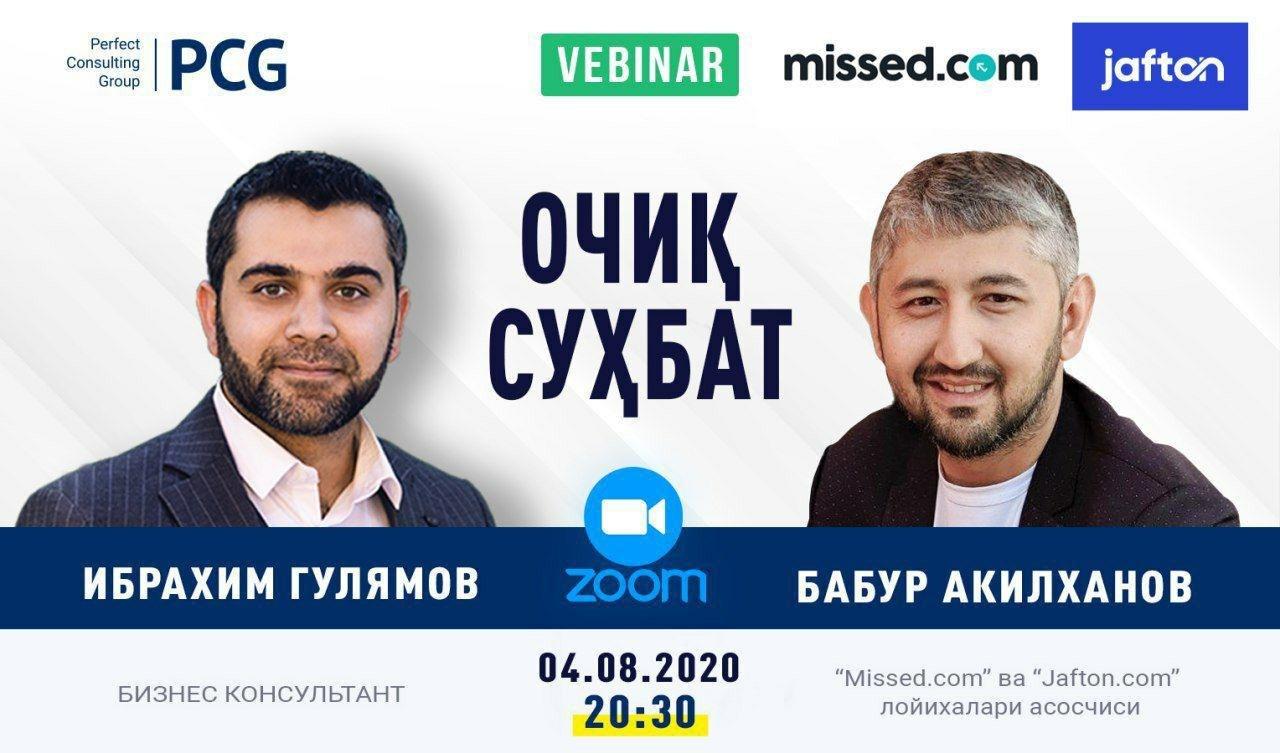 Perfect
Consulting
Group
PCG
VEBINAR
missed.com
jafton
ОЧИҚ
СУҲБАТ
zoom
ИБРАХИМ ГУЛЯМОВ
БАБУР АКИЛХАНОВ
БИЗНЕС КОНСУЛЬТАНТ
04.08.2020
20:30
“Missed.com” ва “Jafton.com”
лойихалари асосчиси